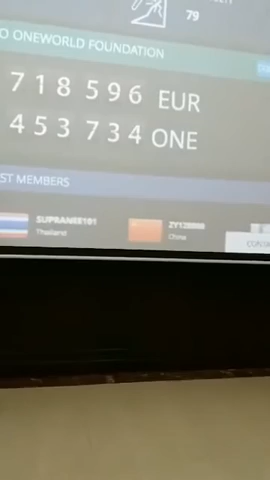 79
O ONEWORLD FOUNDATION
7 1 8 5 9 6 EUR
4 5 3 7 3 4 ONE
ST MEMBERS
SUPRANEE101
Thailand
China
CONTA